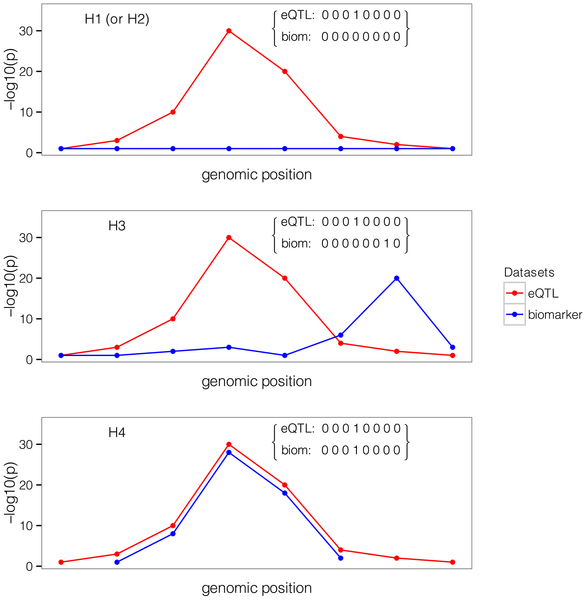 H1 (or H2)
eQTL: 0 0 0 1 0 0 0 0
biom: 0 0 0 0 0 0 0 0
30
20
10
0
−log10(p)
genomic position
H3
eQTL: 0 0 0 1 0 0 0 0
biom: 0 0 0 0 0 0 1 0
30
20
10
0
−log10(p)
genomic position
Datasets
eQTL
biomarker
H4
eQTL: 0 0 0 1 0 0 0 0
biom: 0 0 0 1 0 0 0 0
30
20
10
0
−log10(p)
genomic position